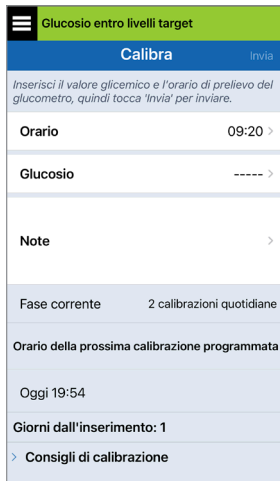 Glucosio entro livelli target
Calibra
Invia
Inserisci il valore glicemico e l'orario di prelievo del
glucometro, quindi tocca 'Invia' per inviare.
Orario 09:20 >
Glucosio ----- >
Note >
Fase corrente 2 calibrazioni quotidiane
Orario della prossima calibrazione programmata
Oggi 19:54
Giorni dall'inserimento: 1
> Consigli di calibrazione